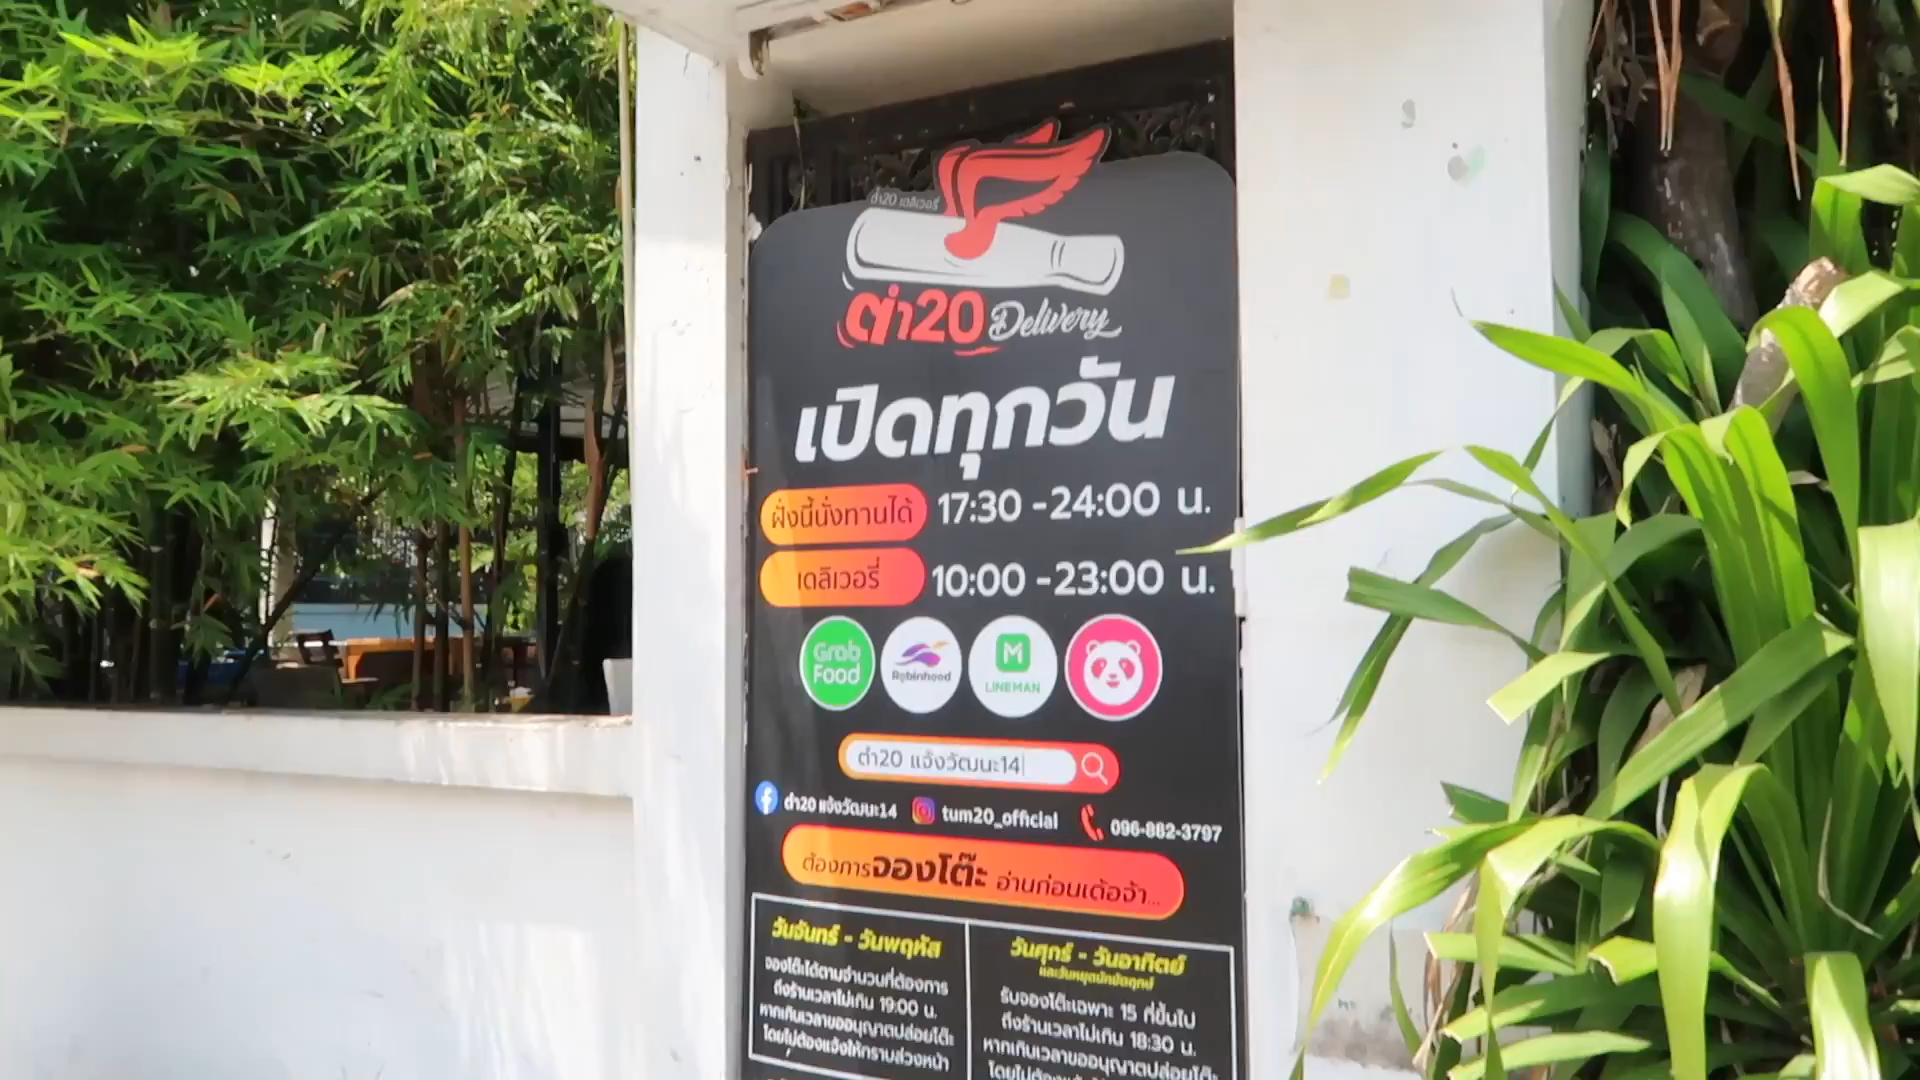 ตำ20 เดลิเวอรี่
ตำ20 Delivery
เปิดทุกวัน
ฝั่งนี้นั่งทานได้ 17:30 -24:00 น.
เดลิเวอรี่ 10:00 -23:00 น.
Grab Food Robinhood LINEMAN
ตำ20 แจ้งวัฒนะ14
ตำ20 แจ้งวัฒนะ14 tum20_official 096-882-3797
ต้องการจองโต๊ะ อ่านก่อนเด้อจ้า...
วันจันทร์ - วันพฤหัส
จองโต๊ะได้ตามจำนวนที่ต้องการ
ถึงร้านเวลาไม่เกิน 19:00 น.
หากเกินเวลาขออนุญาตปล่อยโต๊ะ
โดยไม่ต้องแจ้งให้ทราบล่วงหน้า
วันศุกร์ - วันอาทิตย์
และวันหยุดนักขัตฤกษ์
รับจองโต๊ะเฉพาะ 15 ที่ขึ้นไป
ถึงร้านเวลาไม่เกิน 18:30 น.
หากเกินเวลาขออนุญาตปล่อยโต๊ะ
โดยไม่ต้อง